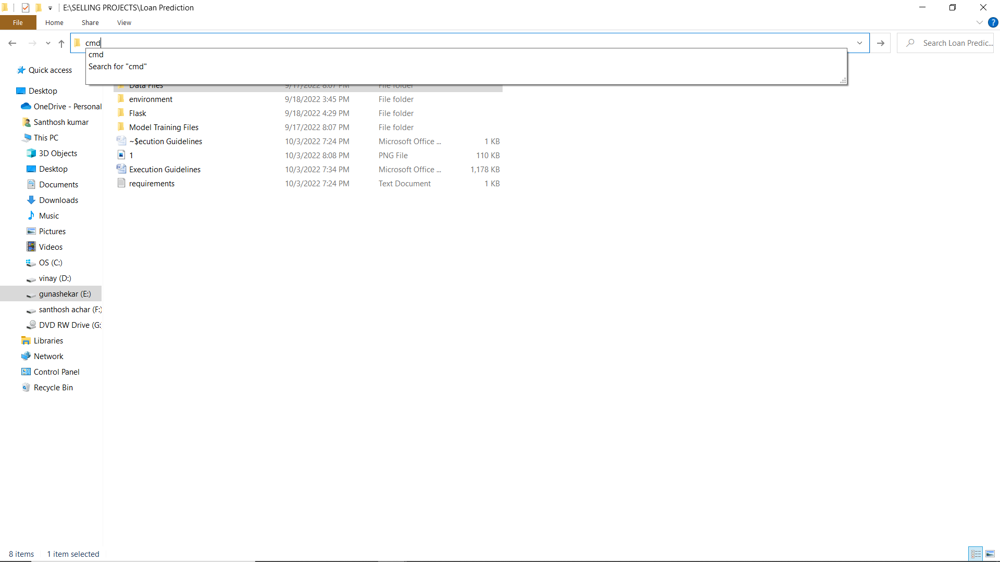 E:\SELLING PROJECTS\Loan Prediction
File Home Share View
cmd
Search Loan Predic...
cmd
Search for "cmd"
Quick access
Desktop
OneDrive - Personal
Santhosh kumar
This PC
3D Objects
Desktop
Documents
Downloads
Music
Pictures
Videos
OS (C:)
vinay (D:)
gunashekar (E:)
santhosh achar (F:)
DVD RW Drive (G:
Libraries
Network
Control Panel
Recycle Bin
Data Files 9/17/2022 8:07 PM File folder
environment 9/18/2022 3:45 PM File folder
Flask 9/18/2022 4:29 PM File folder
Model Training Files 9/17/2022 8:07 PM File folder
~$ecution Guidelines 10/3/2022 7:24 PM Microsoft Office ... 1 KB
1 10/3/2022 8:08 PM PNG File 110 KB
Execution Guidelines 10/3/2022 7:34 PM Microsoft Office ... 1,178 KB
requirements 10/3/2022 7:24 PM Text Document 1 KB
8 items 1 item selected